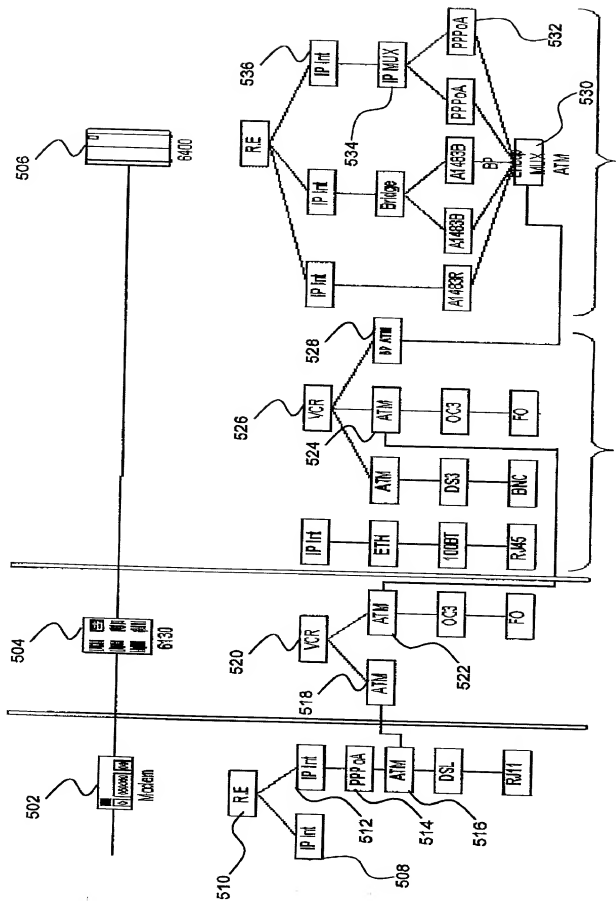 502
Modem
504
6130
506
6400
510
R.E
IP Int
508
IP Int
512
PPPoA
514
ATM
516
DSL
RJ11
520
VCR
518
ATM
ATM
522
OC3
FO
IP Int
ETH
100BT
RJ45
526
VCR
ATM
DS3
BNC
524
ATM
OC3
FO
528
BP ATM
R.E
IP Int
A1483R
IP Int
Bridge
A1483B
A1483B
536
IP Int
IP MUX
534
PPPoA
PPPoA
532
BP
Encap
MUX
530
ATM